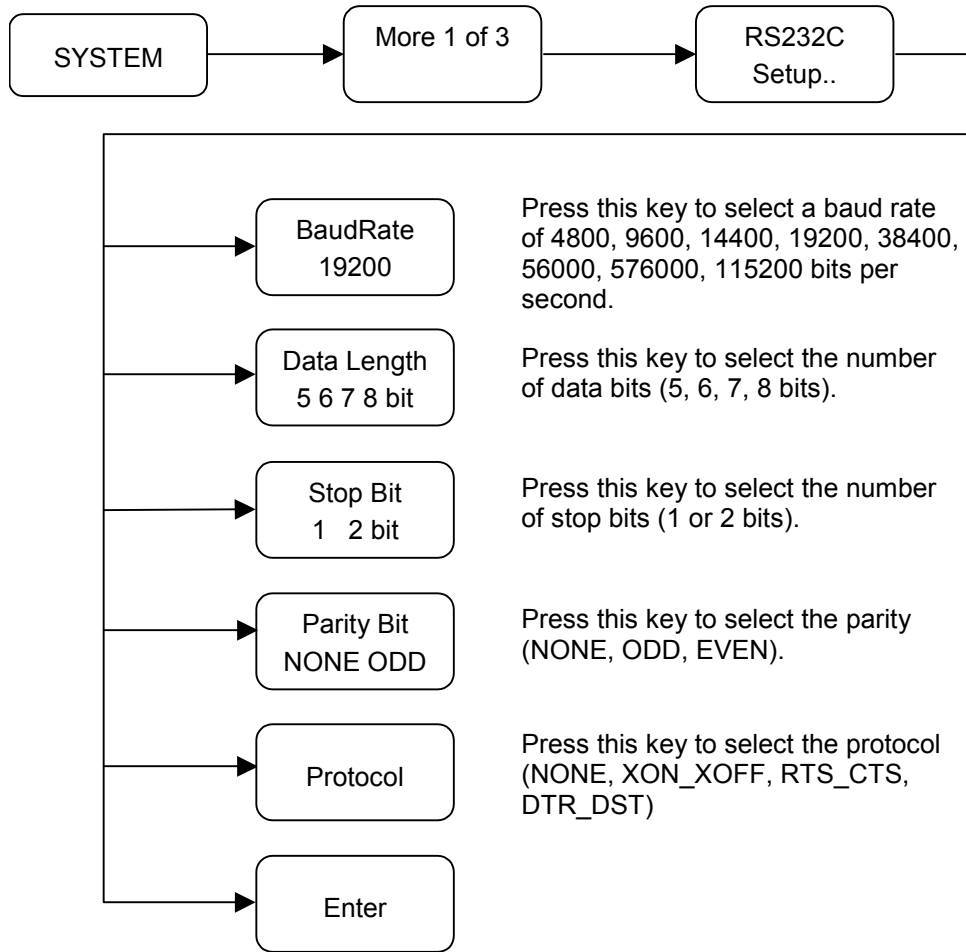 SYSTEM
More 1 of 3
RS232C
Setup..
BaudRate
19200
Press this key to select a baud rate
of 4800, 9600, 14400, 19200, 38400,
56000, 576000, 115200 bits per
second.
Data Length
5 6 7 8 bit
Press this key to select the number
of data bits (5, 6, 7, 8 bits).
Stop Bit
1 2 bit
Press this key to select the number
of stop bits (1 or 2 bits).
Parity Bit
NONE ODD
Press this key to select the parity
(NONE, ODD, EVEN).
Protocol
Press this key to select the protocol
(NONE, XON_XOFF, RTS_CTS,
DTR_DST)
Enter